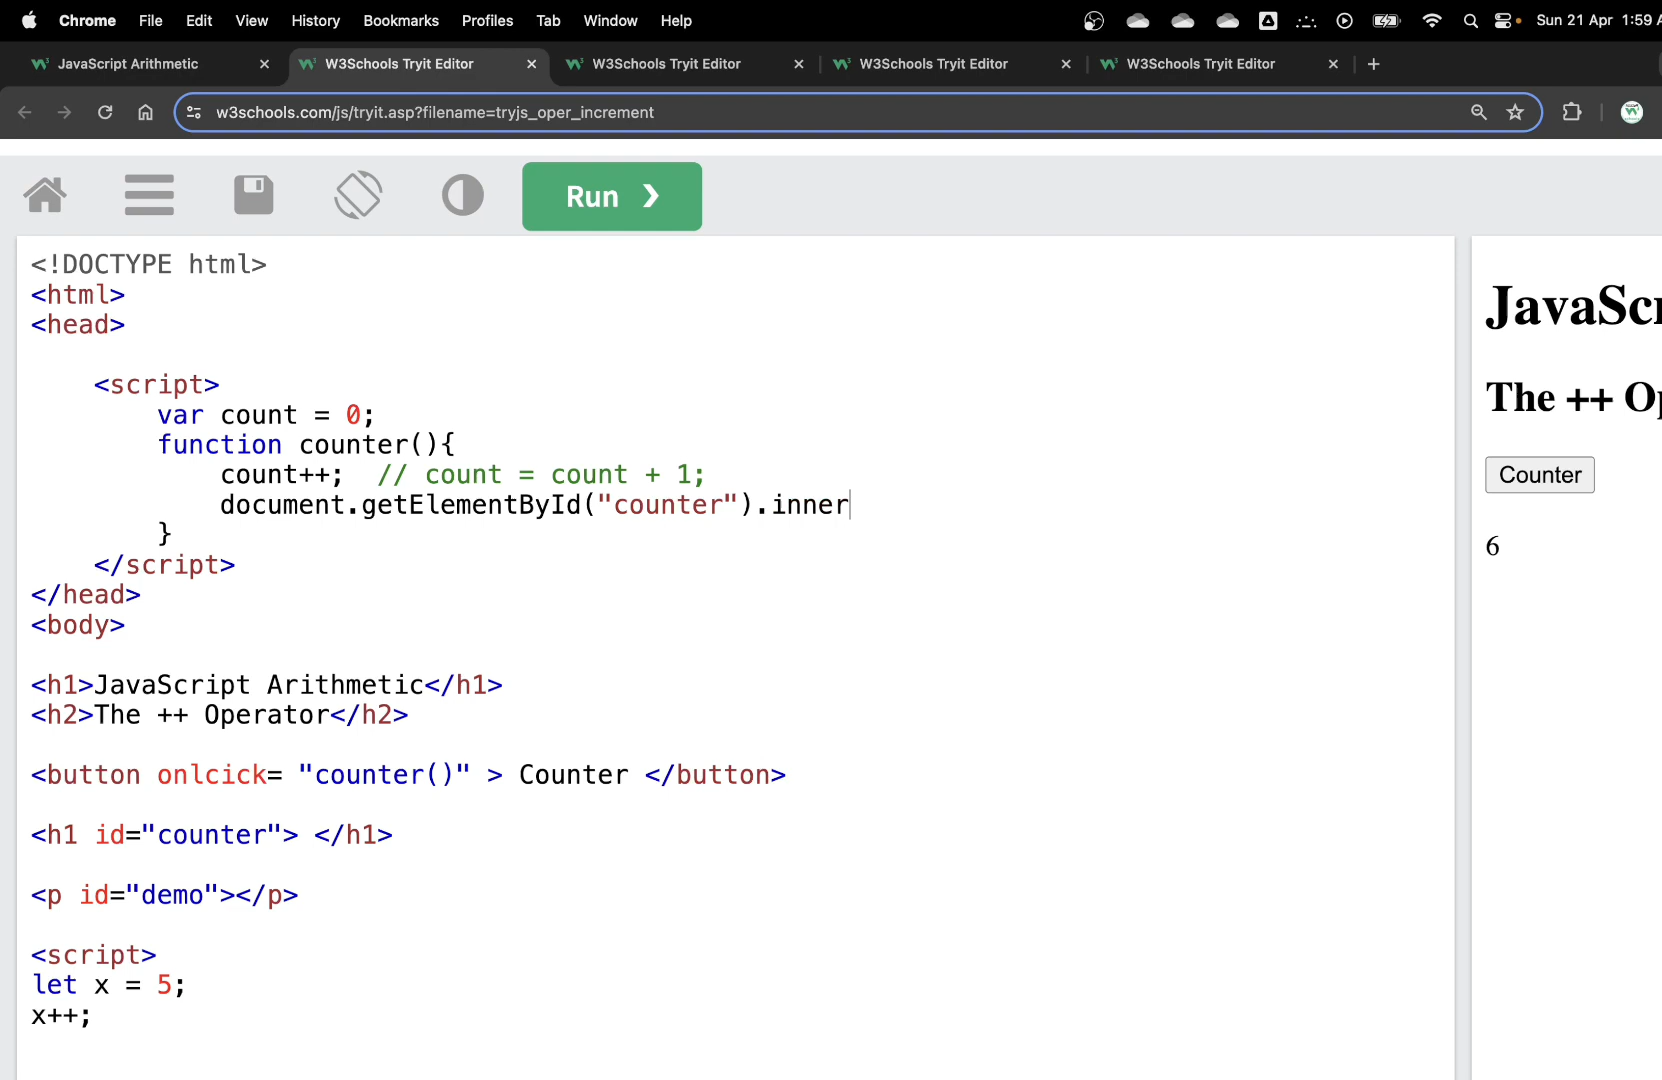 Chrome File Edit View History Bookmarks Profiles Tab Window Help Sun 21 Apr 1:59
JavaScript Arithmetic W3Schools Tryit Editor W3Schools Tryit Editor W3Schools Tryit Editor W3Schools Tryit Editor
w3schools.com/js/tryit.asp?filename=tryjs_oper_increment
Run ❯
<!DOCTYPE html>
<html>
<head>
<script>
var count = 0;
function counter(){
count++;  // count = count + 1;
document.getElementById("counter").inner
}
</script>
</head>
<body>
<h1>JavaScript Arithmetic</h1>
<h2>The ++ Operator</h2>
<button onlcick= "counter()" > Counter </button>
<h1 id="counter"> </h1>
<p id="demo"></p>
<script>
let x = 5;
x++;
JavaScr
The ++ Op
Counter
6